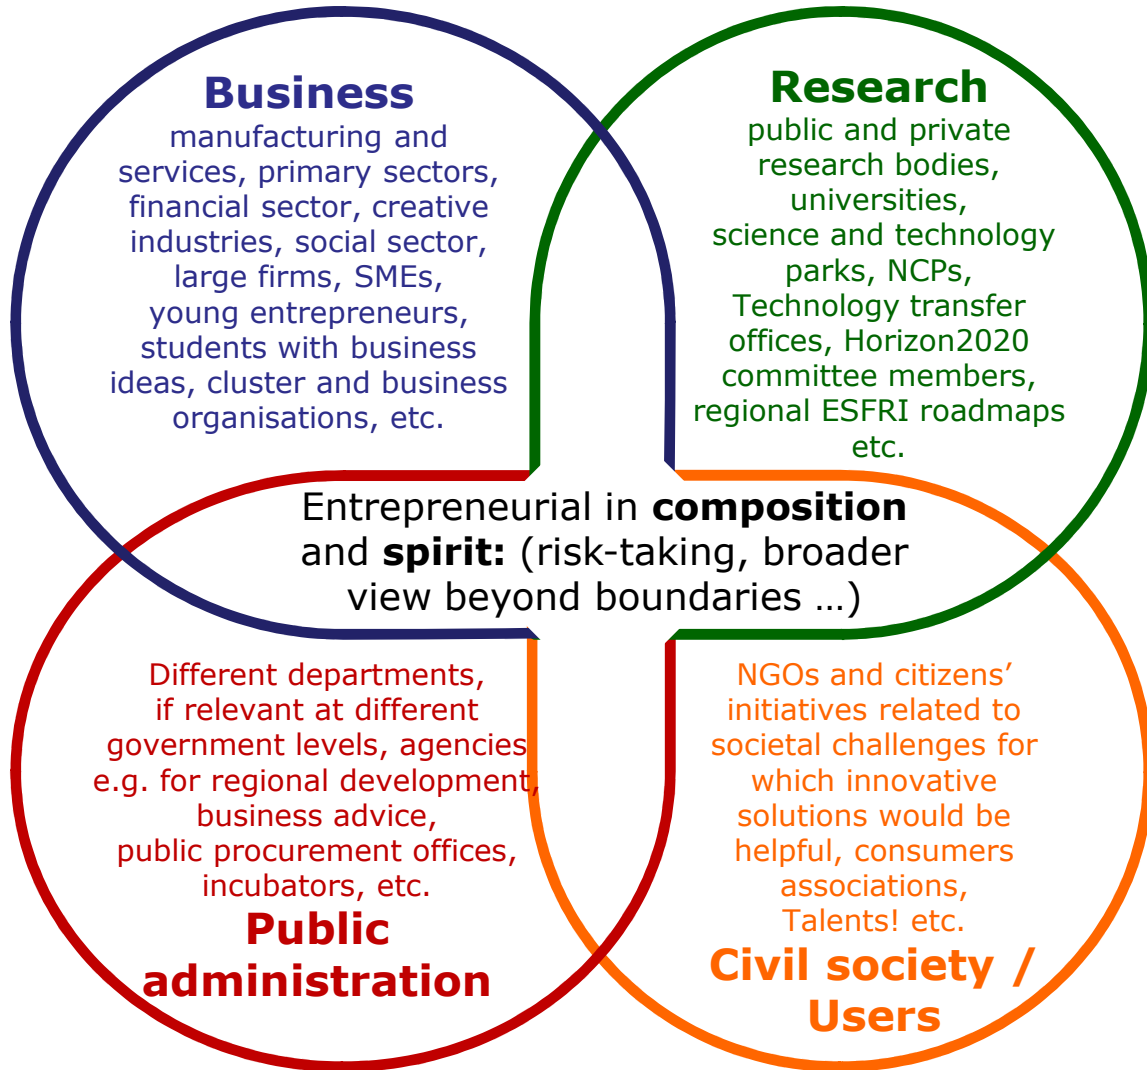 Business
manufacturing and
services, primary sectors,
financial sector, creative
industries, social sector,
large firms, SMEs,
young entrepreneurs,
students with business
ideas, cluster and business
organisations, etc.
Research
public and private
research bodies,
universities,
science and technology
parks, NCPs,
Technology transfer
offices, Horizon2020
committee members,
regional ESFRI roadmaps
etc.
Entrepreneurial in composition
and spirit: (risk-taking, broader
view beyond boundaries …)
Different departments,
if relevant at different
government levels, agencies
e.g. for regional development,
business advice,
public procurement offices,
incubators, etc.
Public
administration
NGOs and citizens’
initiatives related to
societal challenges for
which innovative
solutions would be
helpful, consumers
associations,
Talents! etc.
Civil society /
Users